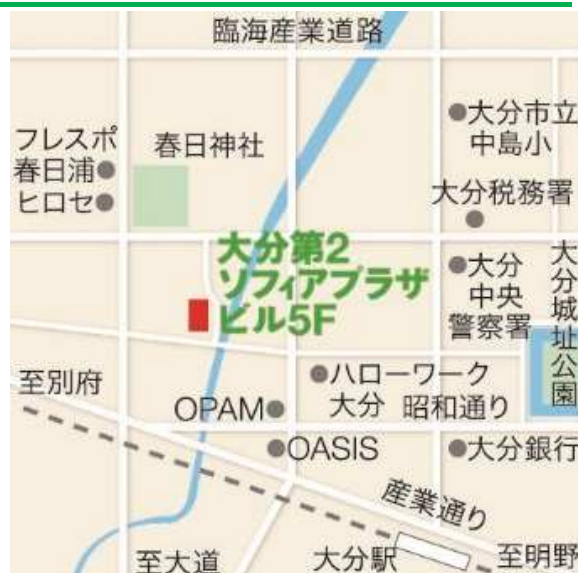 臨海産業道路
大分市立
中島小
フレスポ
春日浦
ヒロセ
春日神社
大分税務署
大分第2
ソフィアプラザ
ビル5F
大分
中央
警察署
大分城址公園
至別府
ハローワーク
大分
昭和通り
OPAM
OASIS
大分銀行
産業通り
至大道
大分駅
至明野